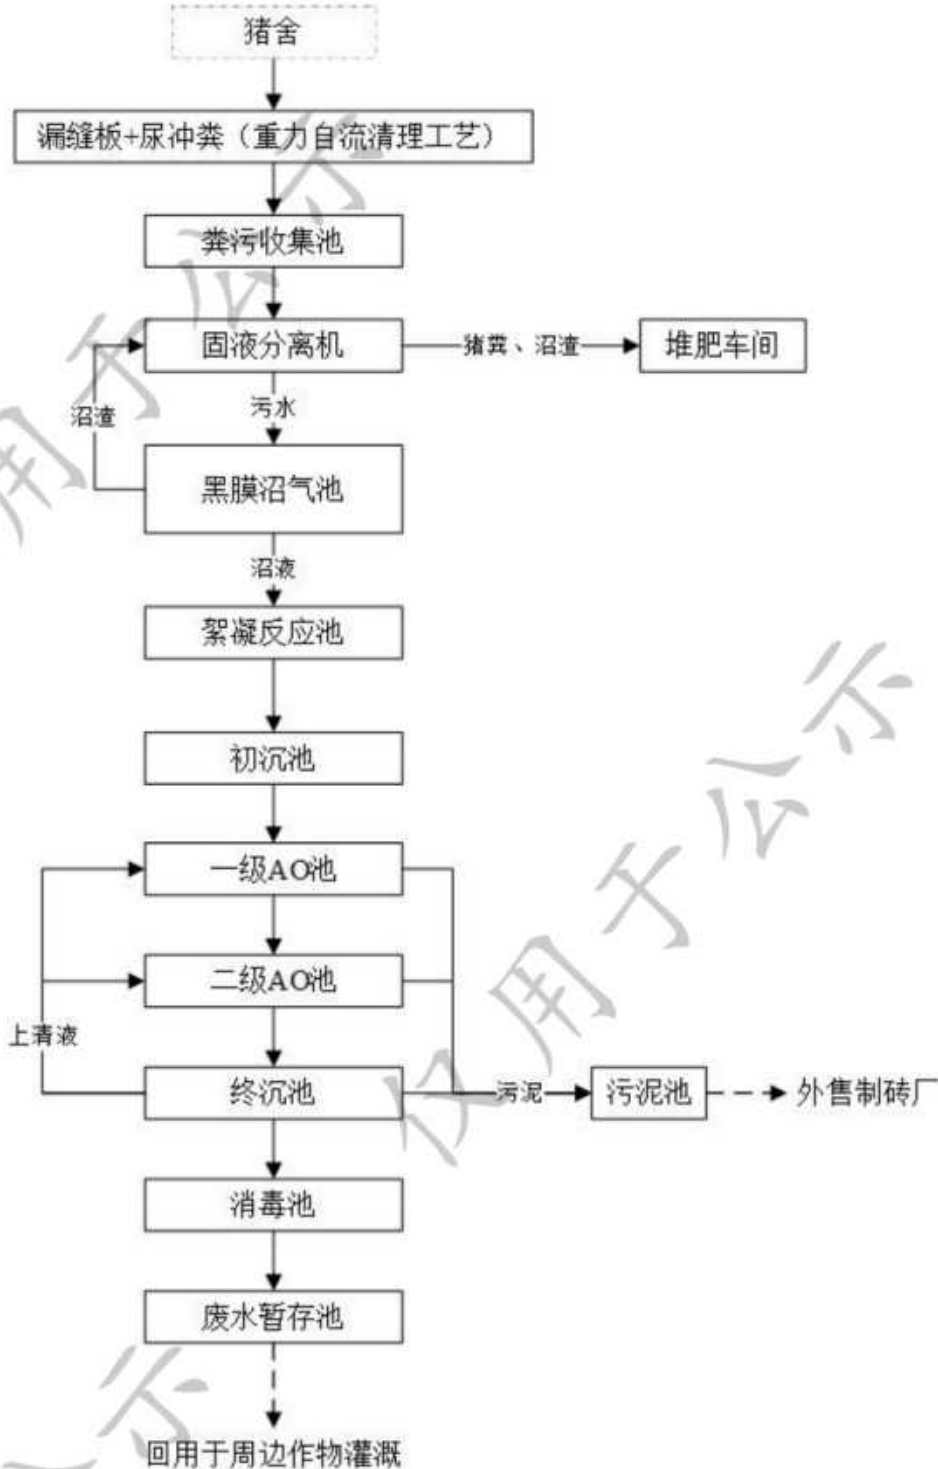 猪舍
漏缝板+尿冲粪（重力自流清理工艺）
粪污收集池
固液分离机
猪粪、沼渣
堆肥车间
沼渣
污水
黑膜沼气池
沼液
絮凝反应池
初沉池
一级AO池
二级AO池
上清液
终沉池
污泥
污泥池
外售制砖厂
消毒池
废水暂存池
回用于周边作物灌溉
用于公示
仅用于公示
公示